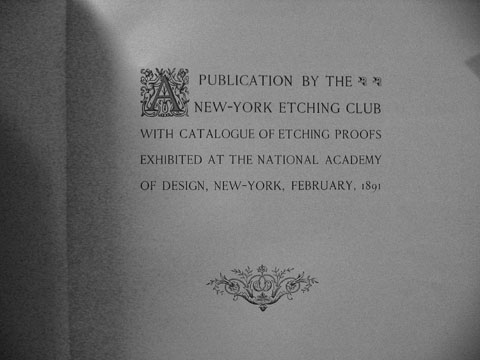 A PUBLICATION BY THE
NEW-YORK ETCHING CLUB
WITH CATALOGUE OF ETCHING PROOFS
EXHIBITED AT THE NATIONAL ACADEMY
OF DESIGN, NEW-YORK, FEBRUARY, 1891